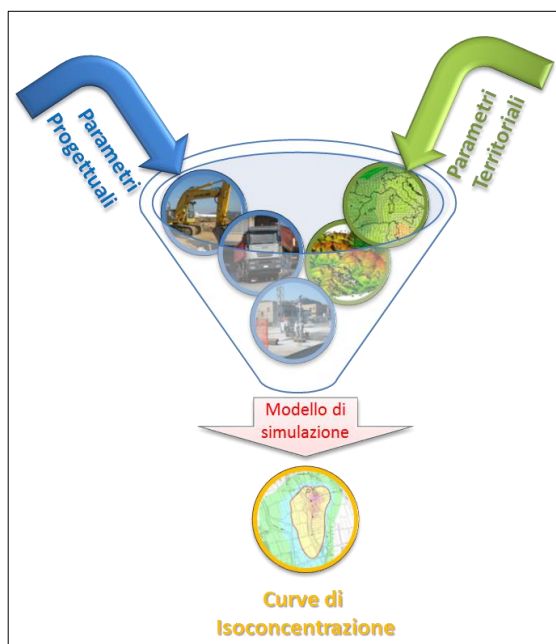 Parametri
Progettuali
Parametri
Territoriali
Modello di
simulazione
Curve di
Isoconcentrazione